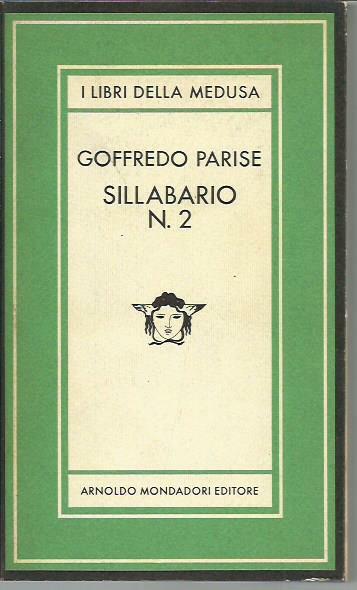 I LIBRI DELLA MEDUSA
GOFFREDO PARISE
SILLABARIO
N. 2
ARNOLDO MONDADORI EDITORE